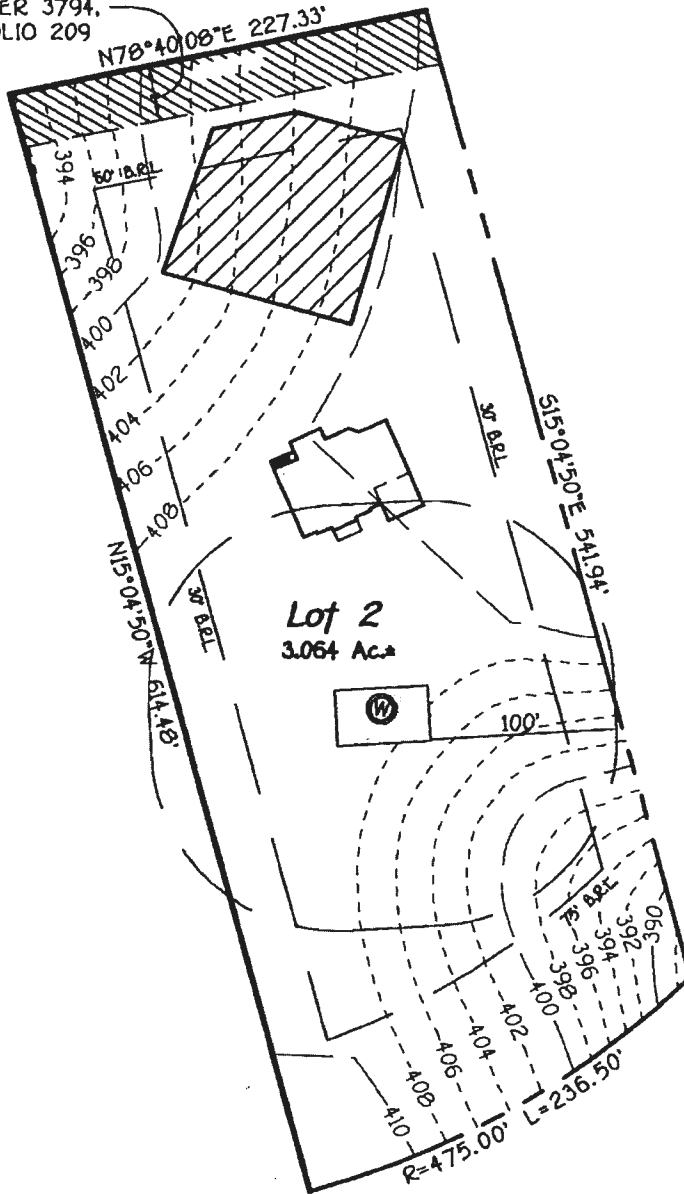 ER 3794,
LIO 209
N78°40'08"E 227.33'
394
50' B.R.L
396
398
400
402
404
406
408
30' B.R.L
S15°04'50"E 541.94'
N15°04'50"W 614.48'
30' B.R.L
Lot 2
3.064 Ac.±
W
100'
75' B.R.L
390
392
394
396
398
400
402
404
406
408
410
R=475.00' L=236.50'